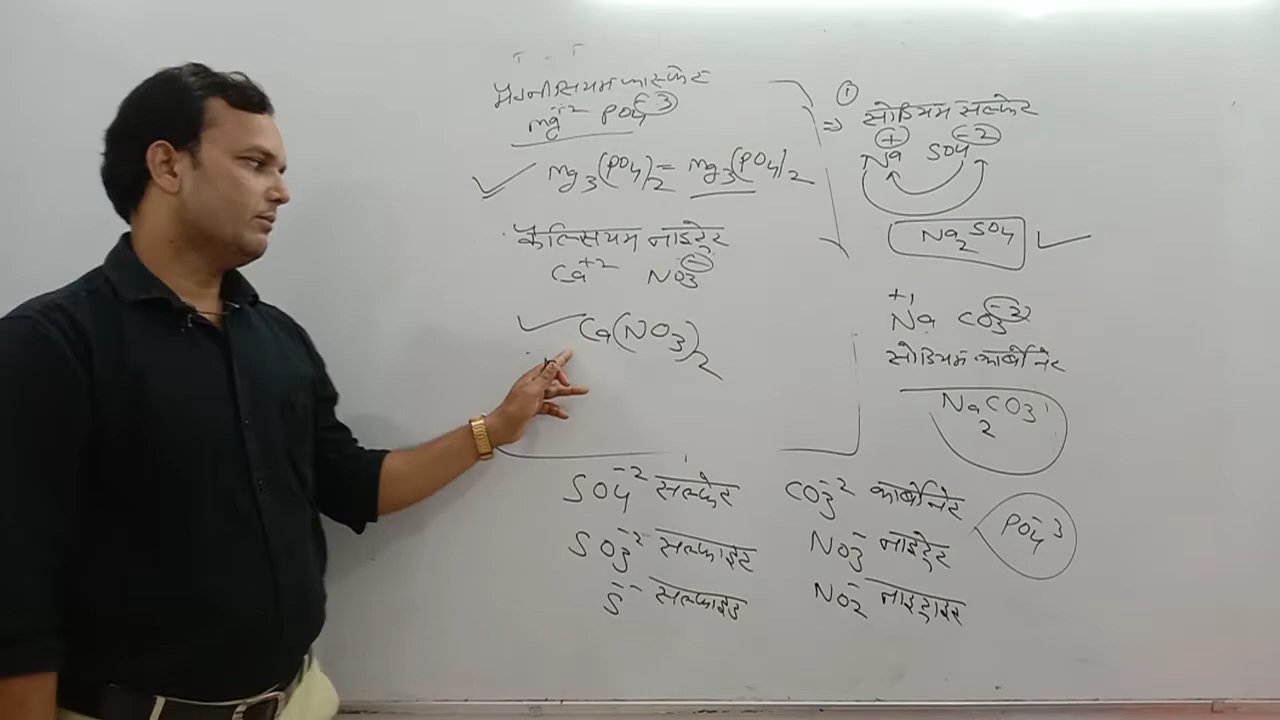 मैग्नीसियम फास्फेट
Mg+2 PO4-3
Mg3(PO4)2 = Mg3(PO4)2
कैल्सियम नाइट्रेट
Ca+2 NO3-
Ca(NO3)2
①
⇒ सोडियम सल्फेट
+ -2
Na SO4
Na2SO4
+1
Na CO3-2
सोडियम कार्बोनेट
Na2CO3
SO4-2 सल्फेट
SO3-2 सल्फाइट
S-- सल्फाइड
CO3-2 कार्बोनेट
NO3- नाइट्रेट
NO2- नाइट्राइट
PO4-3